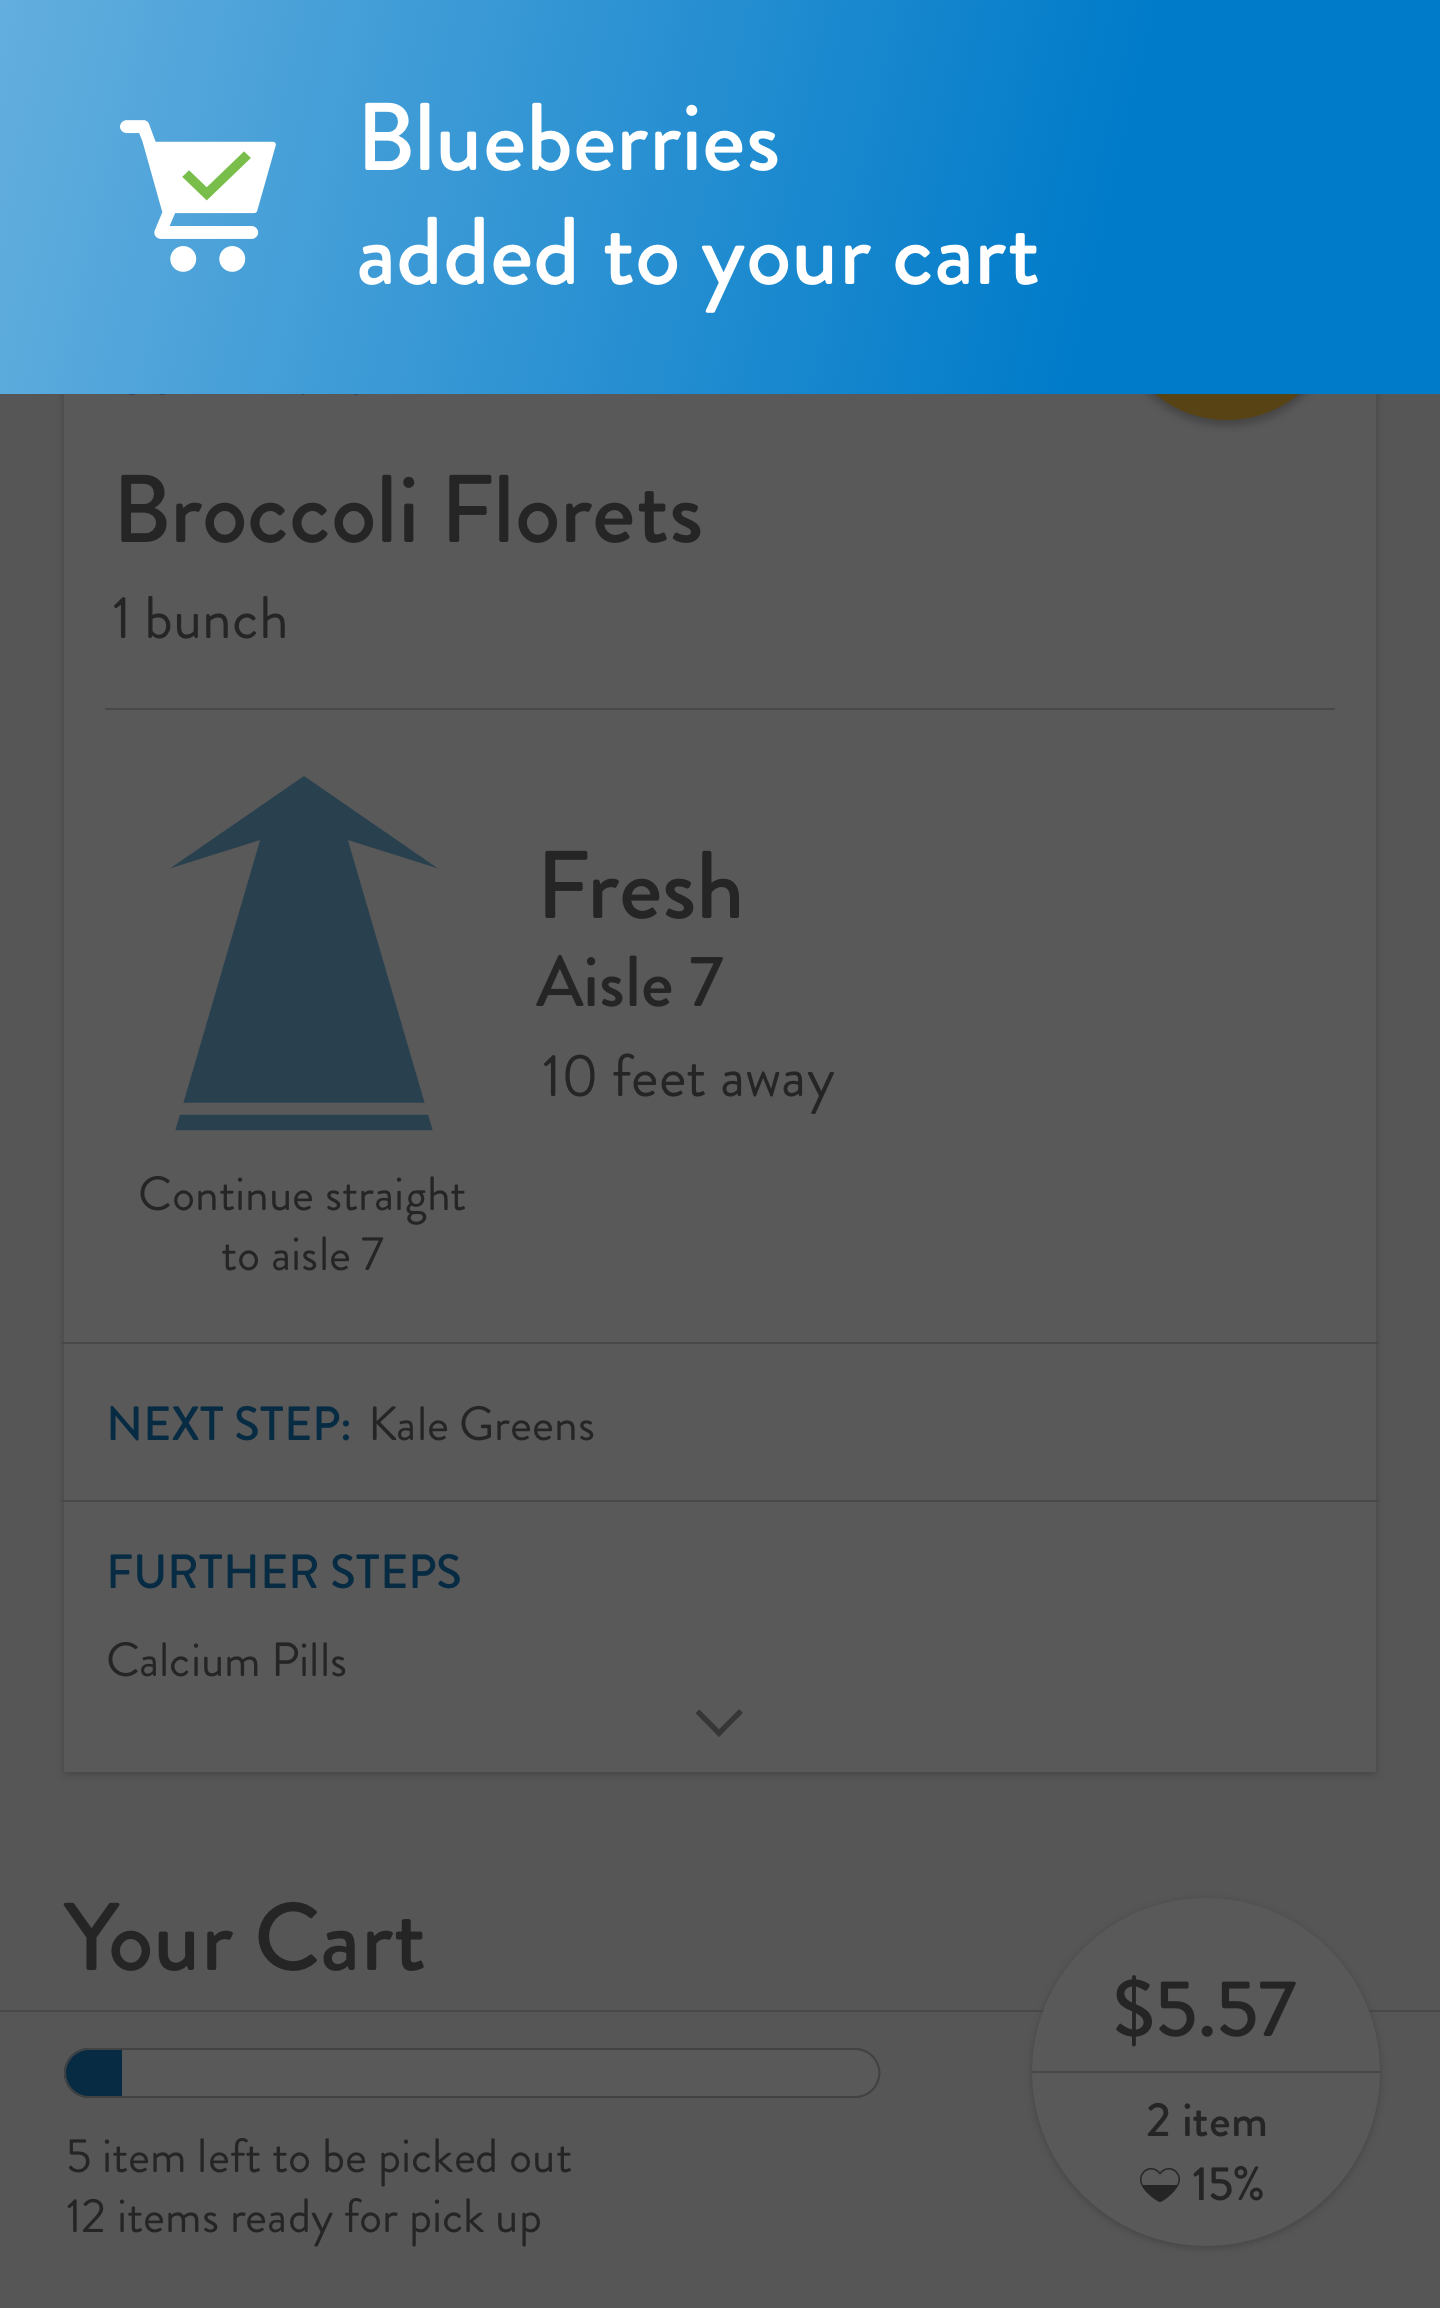 Blueberries
added to your cart
Broccoli Florets
1 bunch
Fresh
Aisle 7
10 feet away
Continue straight
to aisle 7
NEXT STEP: Kale Greens
FURTHER STEPS
Calcium Pills
Your Cart
$5.57
2 item
15%
5 item left to be picked out
12 items ready for pick up